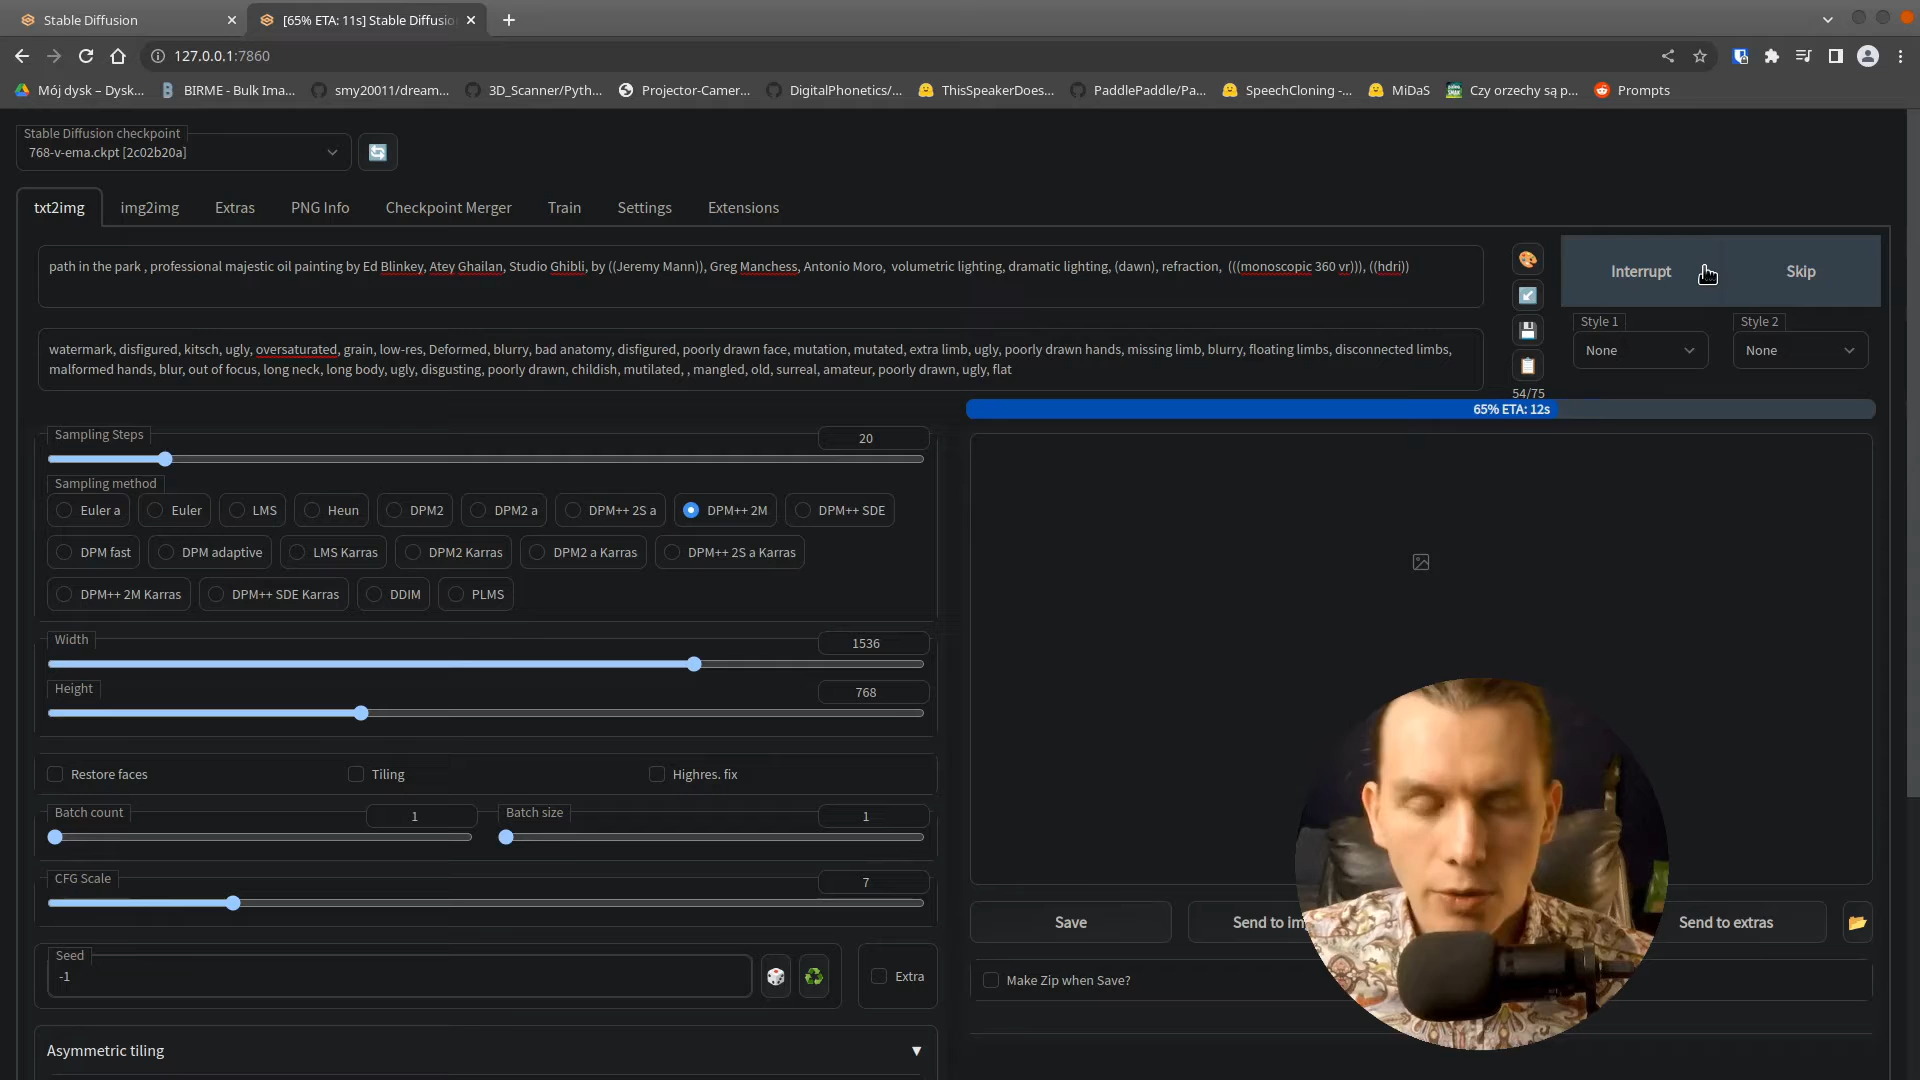 Stable Diffusion
[65% ETA: 11s] Stable Diffusio
127.0.0.1:7860
Mój dysk – Dysk...
BIRME - Bulk Ima...
smy20011/dream...
3D_Scanner/Pyth...
Projector-Camer...
DigitalPhonetics/...
ThisSpeakerDoes...
PaddlePaddle/Pa...
SpeechCloning -...
MiDaS
Czy orzechy są p...
Prompts
Stable Diffusion checkpoint
768-v-ema.ckpt [2c02b20a]
txt2img
img2img
Extras
PNG Info
Checkpoint Merger
Train
Settings
Extensions
path in the park , professional majestic oil painting by Ed Blinkey, Atey Ghailan, Studio Ghibli, by ((Jeremy Mann)), Greg Manchess, Antonio Moro,  volumetric lighting, dramatic lighting, (dawn), refraction,  (((monoscopic 360 vr))), ((hdri))
Interrupt
Skip
Style 1
Style 2
None
None
watermark, disfigured, kitsch, ugly, oversaturated, grain, low-res, Deformed, blurry, bad anatomy, disfigured, poorly drawn face, mutation, mutated, extra limb, ugly, poorly drawn hands, missing limb, blurry, floating limbs, disconnected limbs,
malformed hands, blur, out of focus, long neck, long body, ugly, disgusting, poorly drawn, childish, mutilated, , mangled, old, surreal, amateur, poorly drawn, ugly, flat
54/75
65% ETA: 12s
Sampling Steps
20
Sampling method
Euler a
Euler
LMS
Heun
DPM2
DPM2 a
DPM++ 2S a
DPM++ 2M
DPM++ SDE
DPM fast
DPM adaptive
LMS Karras
DPM2 Karras
DPM2 a Karras
DPM++ 2S a Karras
DPM++ 2M Karras
DPM++ SDE Karras
DDIM
PLMS
Width
1536
Height
768
Restore faces
Tiling
Highres. fix
Batch count
1
Batch size
1
CFG Scale
7
Save
Send to im
Send to extras
Seed
-1
Extra
Make Zip when Save?
Asymmetric tiling